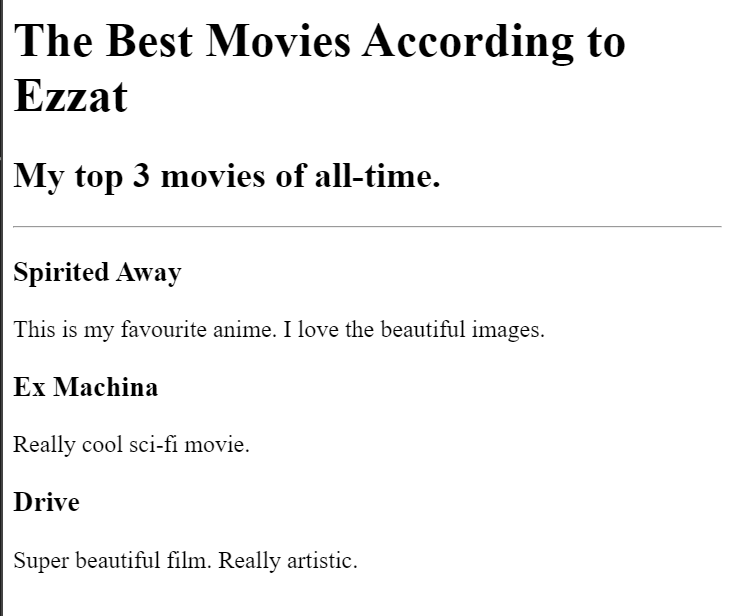 The Best Movies According to
Ezzat
My top 3 movies of all-time.
Spirited Away
This is my favourite anime. I love the beautiful images.
Ex Machina
Really cool sci-fi movie.
Drive
Super beautiful film. Really artistic.